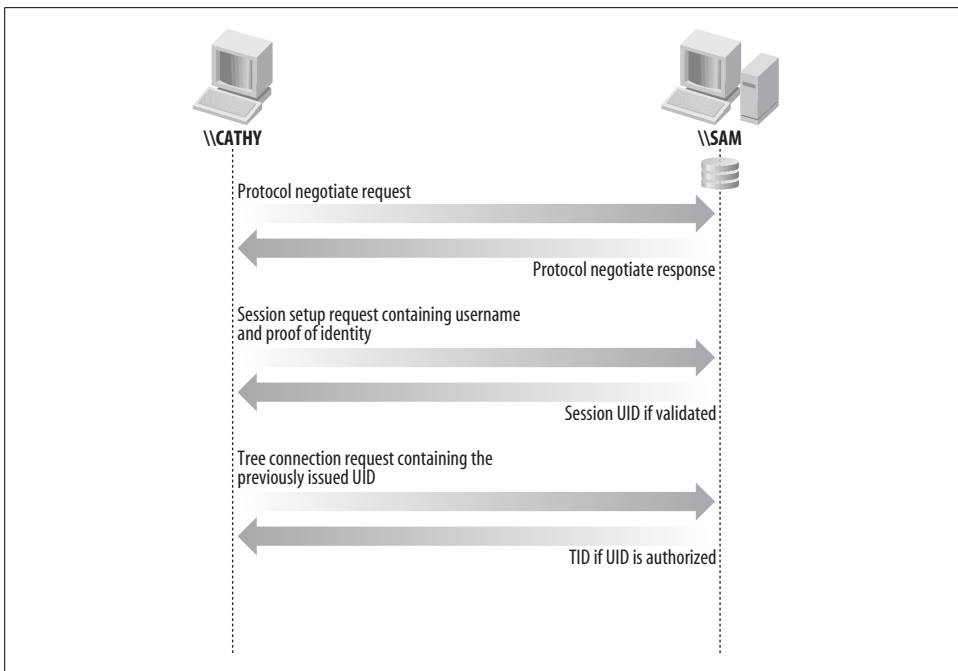 \\CATHY
\\SAM
Protocol negotiate request
Protocol negotiate response
Session setup request containing username
and proof of identity
Session UID if validated
Tree connection request containing the
previously issued UID
TID if UID is authorized